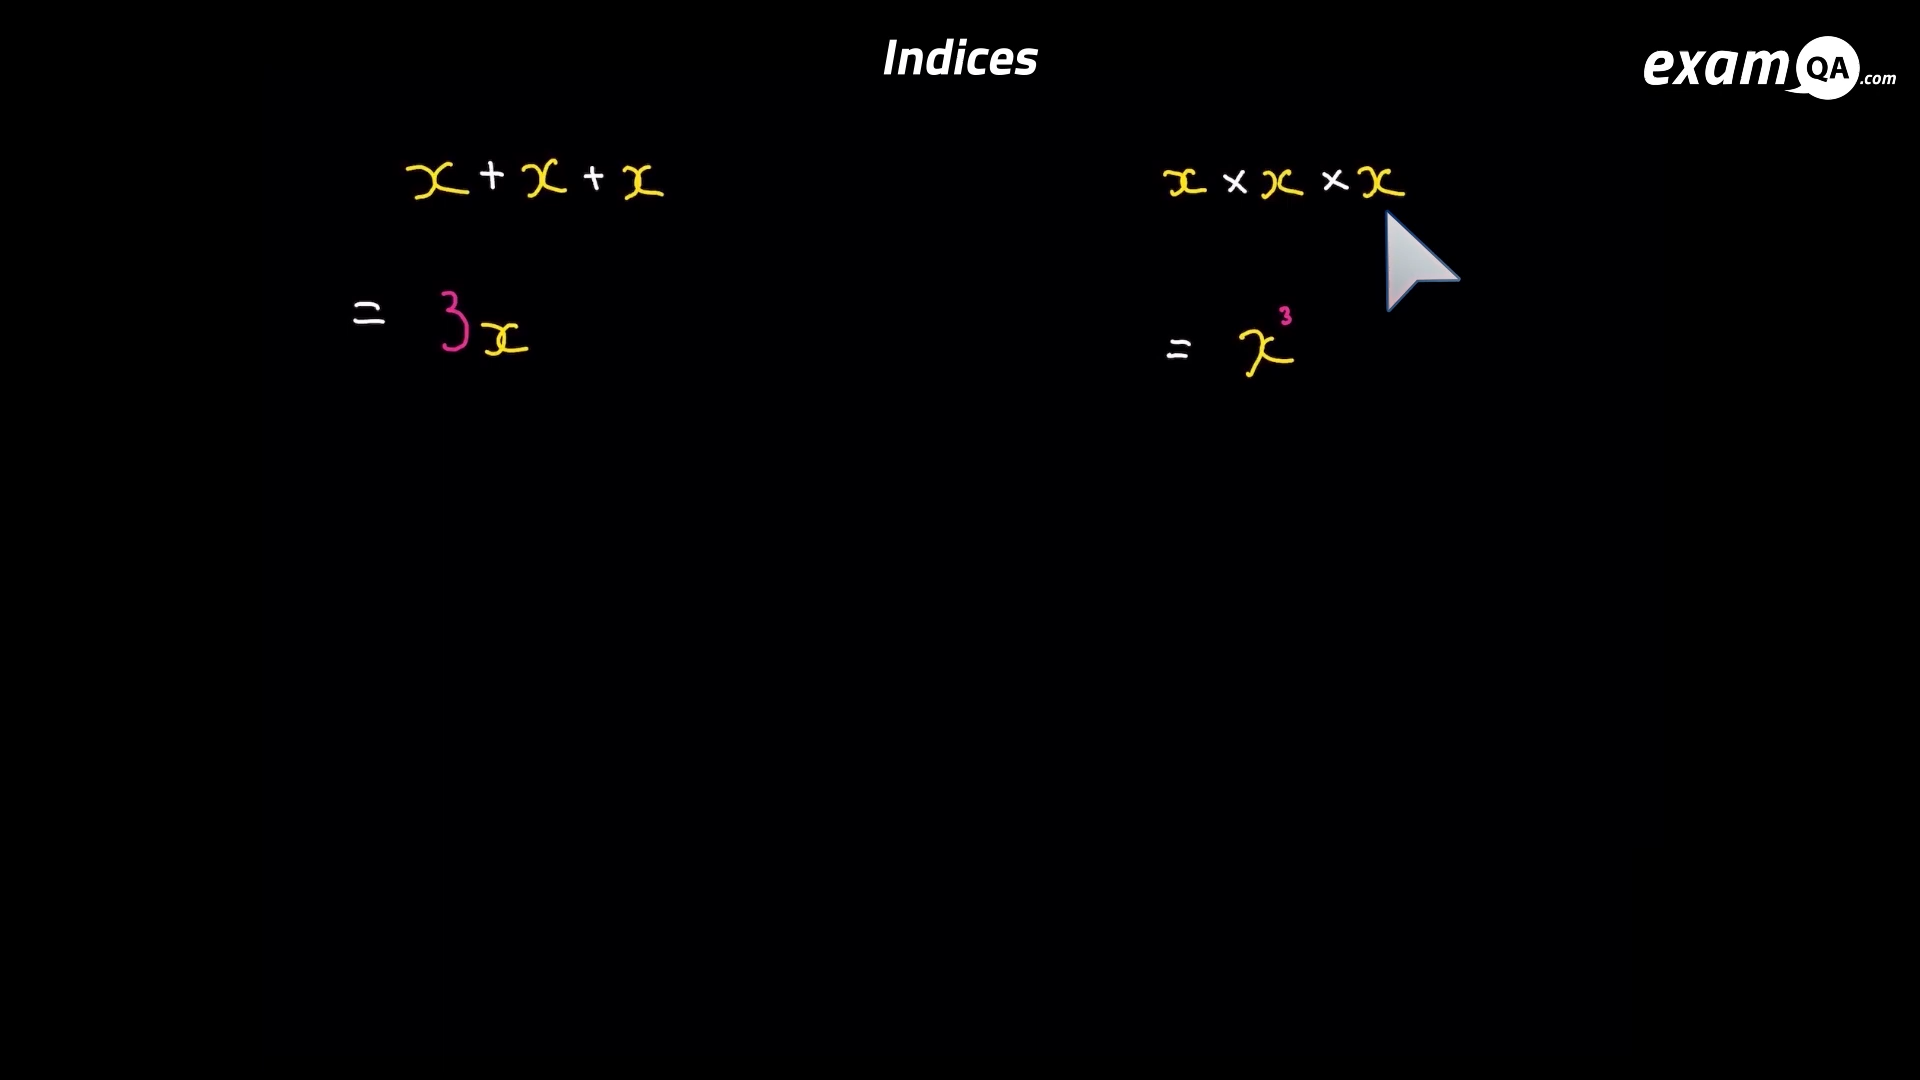 Indices
examQA.com
x + x + x
x × x × x
= 3x
= x³